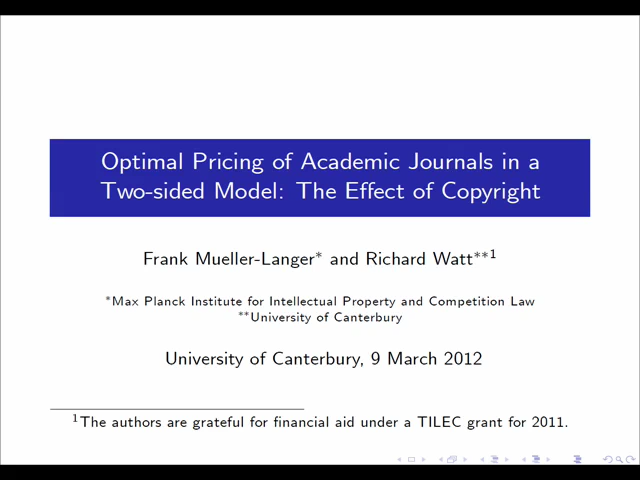 Optimal Pricing of Academic Journals in a
Two-sided Model: The Effect of Copyright
Frank Mueller-Langer* and Richard Watt**1
*Max Planck Institute for Intellectual Property and Competition Law
**University of Canterbury
University of Canterbury, 9 March 2012
1The authors are grateful for financial aid under a TILEC grant for 2011.